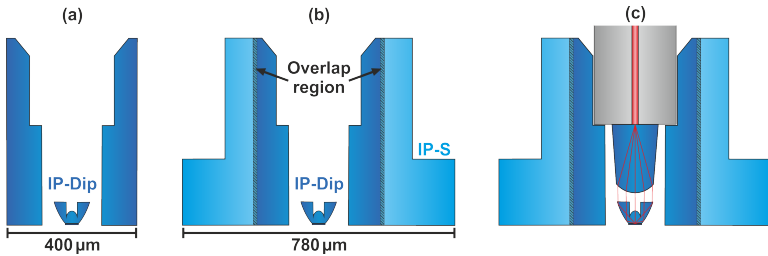 (a)
(b)
(c)
Overlap
region
IP-S
IP-Dip
IP-Dip
400 µm
780 µm